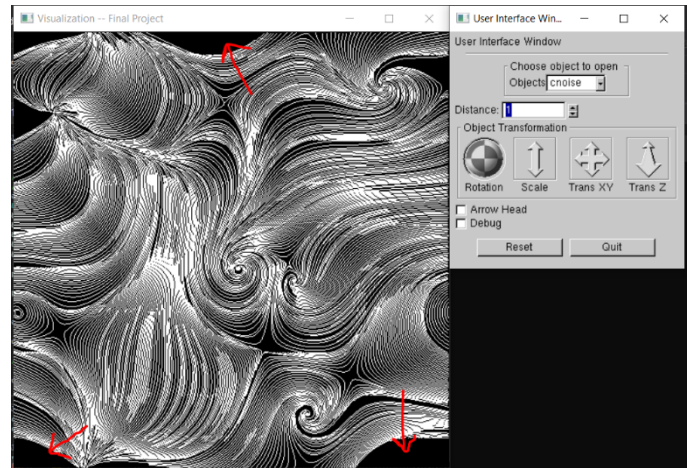 Visualization -- Final Project
User Interface Win...
User Interface Window
Choose object to open
Objects cnoise
Distance: 1
Object Transformation
Rotation Scale Trans XY Trans Z
Arrow Head
Debug
Reset Quit